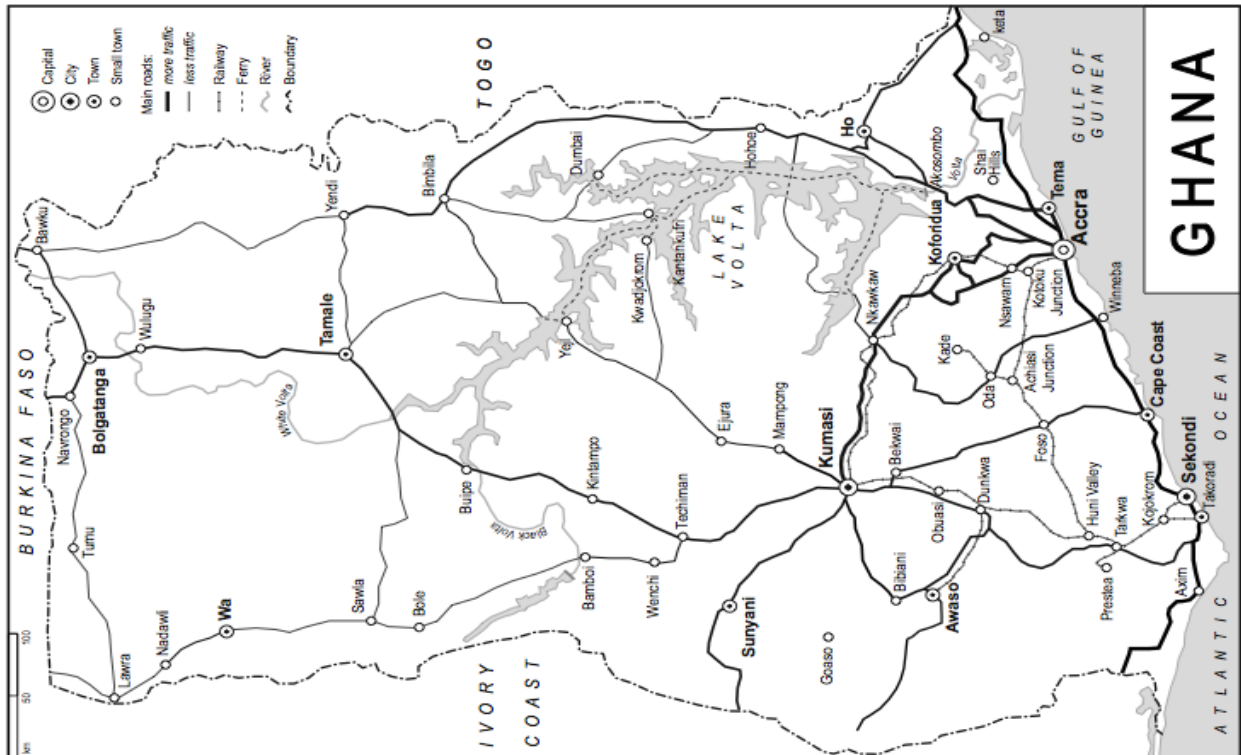 GHANA
Capital
City
Town
Small town
Main roads:
more traffic
less traffic
Railway
Ferry
River
Boundary
km
50
100
BURKINA FASO
TOGO
IVORY
COAST
GULF OF
GUINEA
ATLANTIC
OCEAN
LAKE
VOLTA
White Volta
Black Volta
Volta
Bawku
Navrongo
Bolgatanga
Wulugu
Tumu
Lawra
Nadawli
Wa
Sawla
Bole
Tamale
Yendi
Bimbila
Buipe
Bamboi
Kintampo
Wenchi
Techiman
Yeji
Dumbai
Kwadjokrom
Kantahkufri
Hohoe
Ejura
Mampong
Sunyani
Goaso
Kumasi
Bekwai
Bibiani
Awaso
Obuasi
Dunkwa
Nkawkaw
Koforidua
Ho
Akosombo
Shai
Hills
keta
Tema
Accra
Nsawam
Kotoku
Junction
Kade
Oda
Achiasi
Junction
Foso
Winneba
Cape Coast
Huni Valley
Tarkwa
Prestea
Kojokrom
Sekondi
Takoradi
Axim